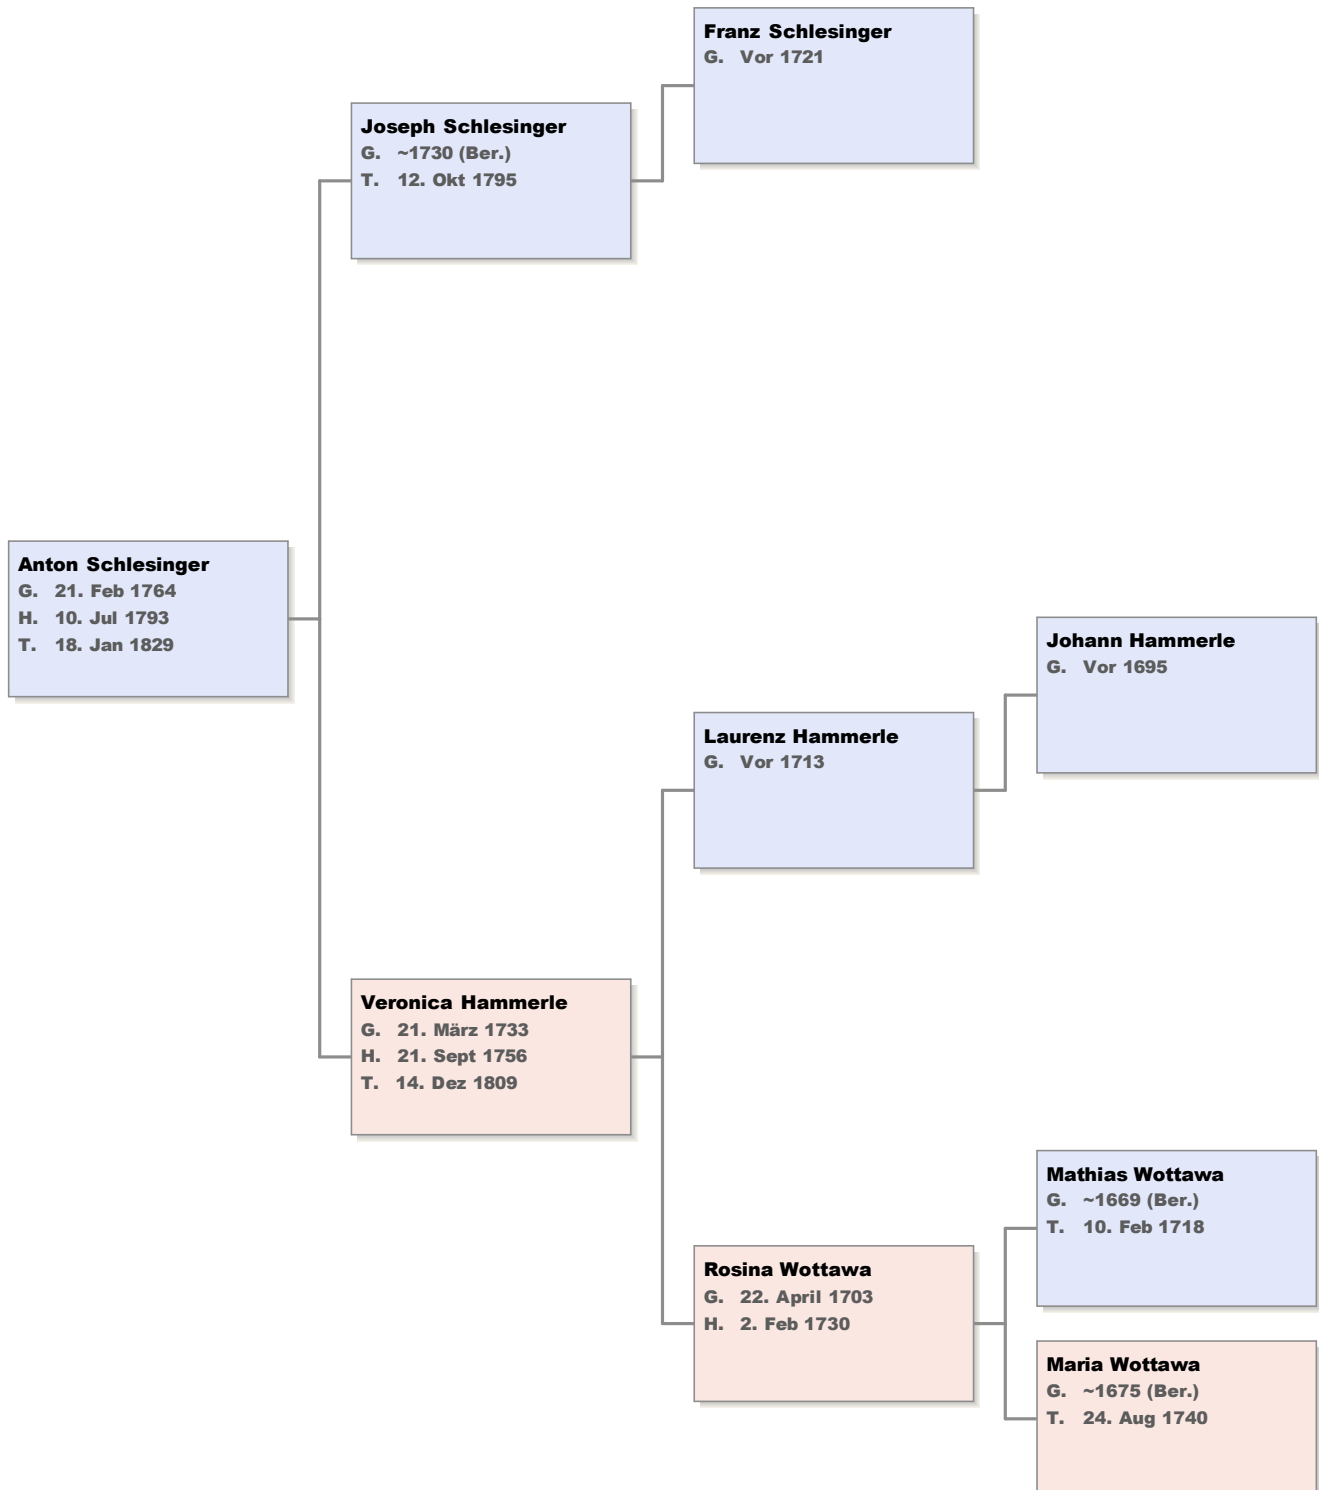 Franz Schlesinger
G. Vor 1721
Joseph Schlesinger
G. ~1730 (Ber.)
T. 12. Okt 1795
Anton Schlesinger
G. 21. Feb 1764
H. 10. Jul 1793
T. 18. Jan 1829
Johann Hammerle
G. Vor 1695
Laurenz Hammerle
G. Vor 1713
Veronica Hammerle
G. 21. März 1733
H. 21. Sept 1756
T. 14. Dez 1809
Mathias Wottawa
G. ~1669 (Ber.)
T. 10. Feb 1718
Rosina Wottawa
G. 22. April 1703
H. 2. Feb 1730
Maria Wottawa
G. ~1675 (Ber.)
T. 24. Aug 1740